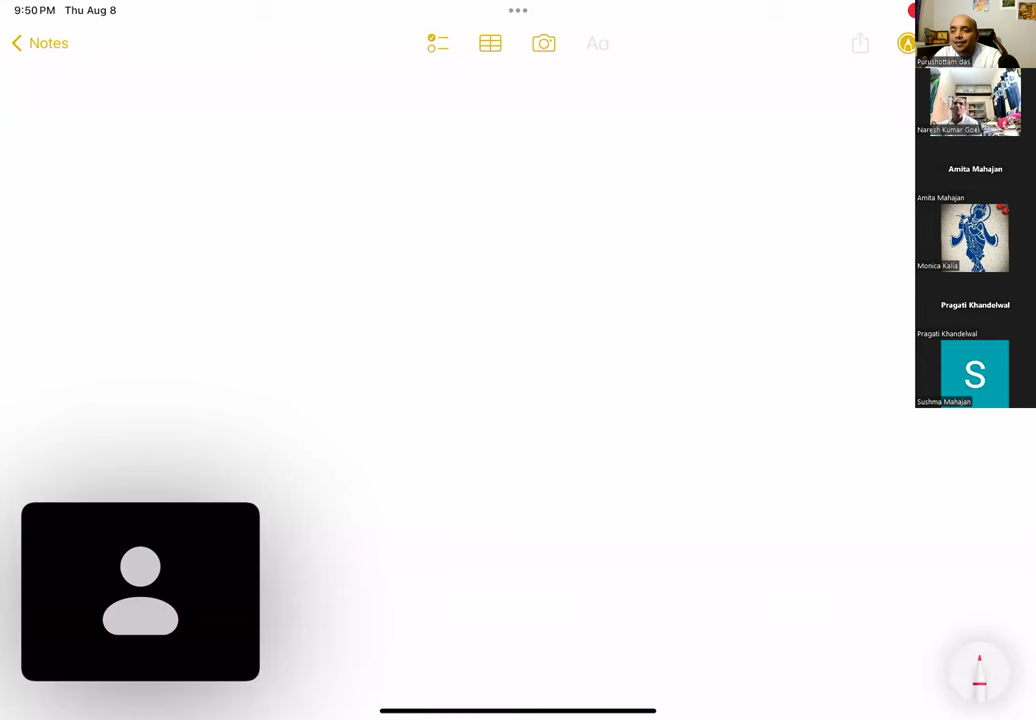 9:50 PM Thu Aug 8
Notes
Aa
Purushottam das
Naresh Kumar Goel
Amita Mahajan
Amita Mahajan
Monica Kalia
Pragati Khandelwal
Pragati Khandelwal
S
Sushma Mahajan